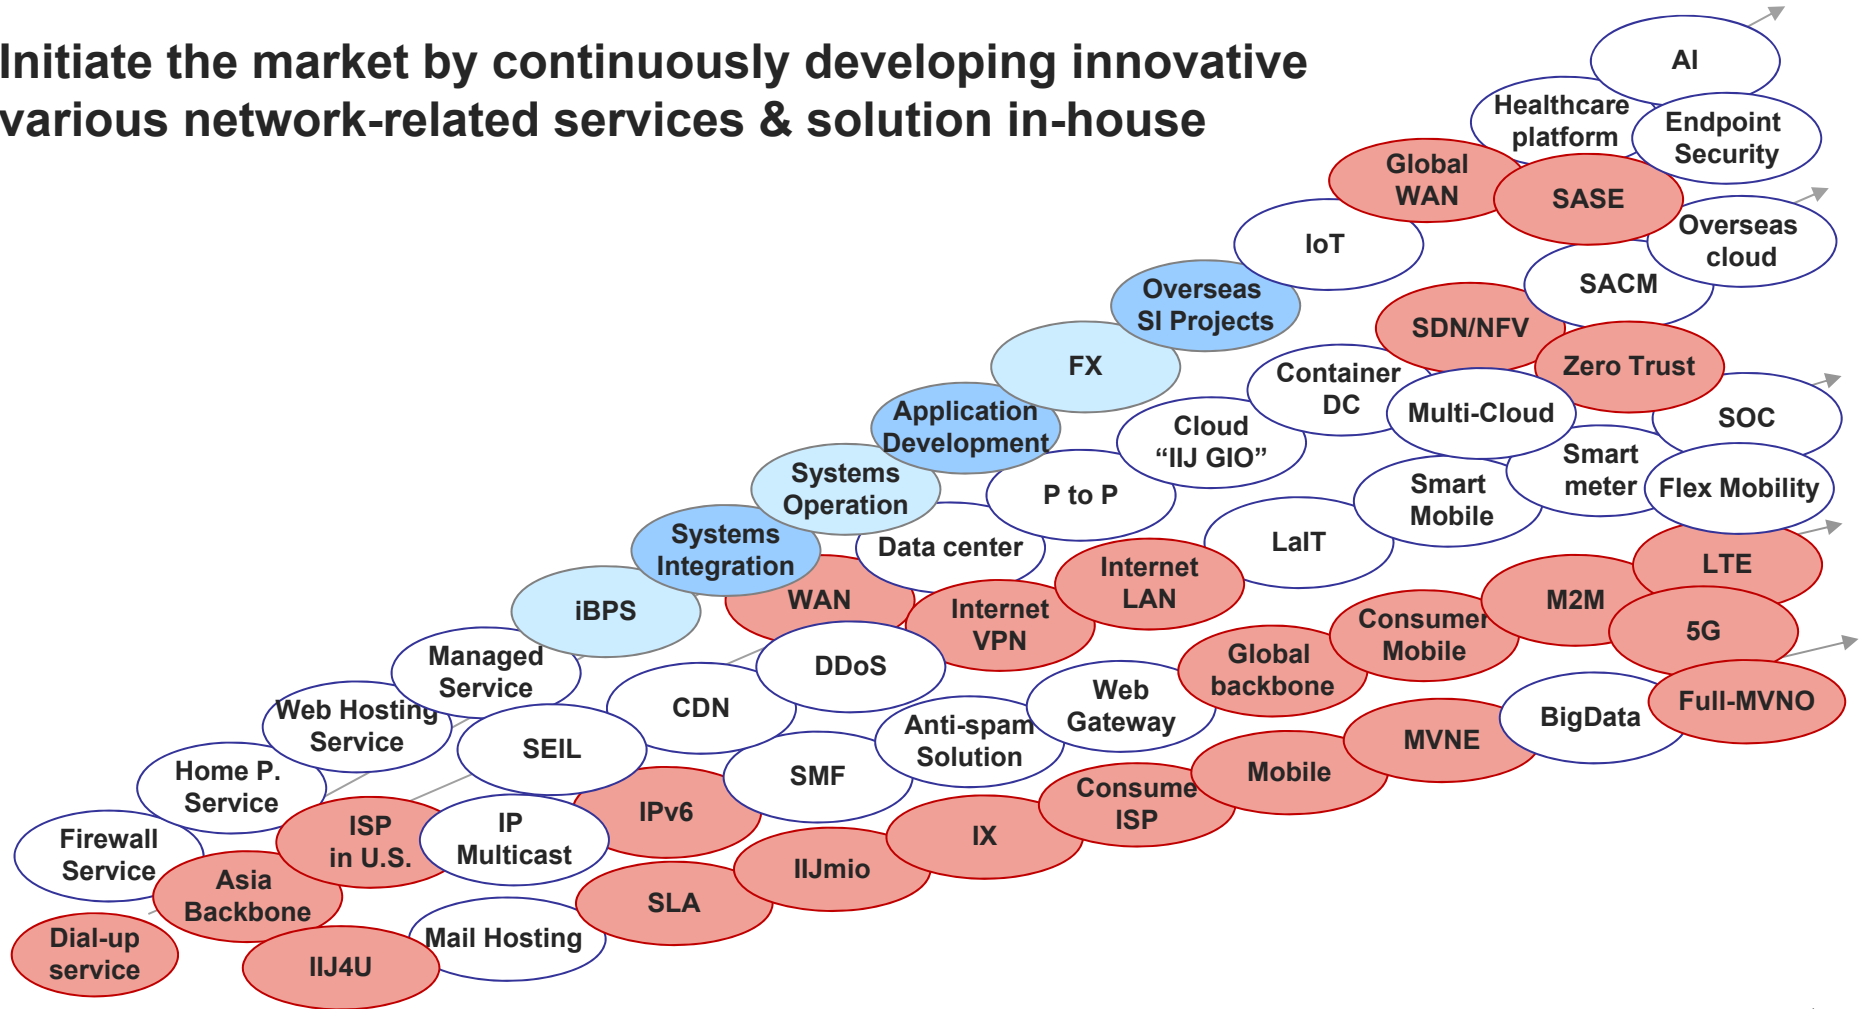 Initiate the market by continuously developing innovative
various network-related services & solution in-house
AI
Healthcare
platform
Endpoint
Security
Global
WAN
SASE
Overseas
cloud
IoT
SACM
Overseas
SI Projects
SDN/NFV
Zero Trust
FX
Container
DC
Multi-Cloud
SOC
Application
Development
Cloud
“IIJ GIO”
Smart
meter
Flex Mobility
Systems
Operation
P to P
Smart
Mobile
Systems
Integration
Data center
LaIT
LTE
iBPS
WAN
Internet
VPN
Internet
LAN
M2M
5G
Managed
Service
DDoS
Global
backbone
Consumer
Mobile
Full-MVNO
Web Hosting
Service
SEIL
CDN
Anti-spam
Solution
Web
Gateway
MVNE
BigData
Home P.
Service
IPv6
SMF
Consume
ISP
Mobile
Firewall
Service
ISP
in U.S.
IP
Multicast
IIJmio
IX
Asia
Backbone
SLA
Dial-up
service
IIJ4U
Mail Hosting